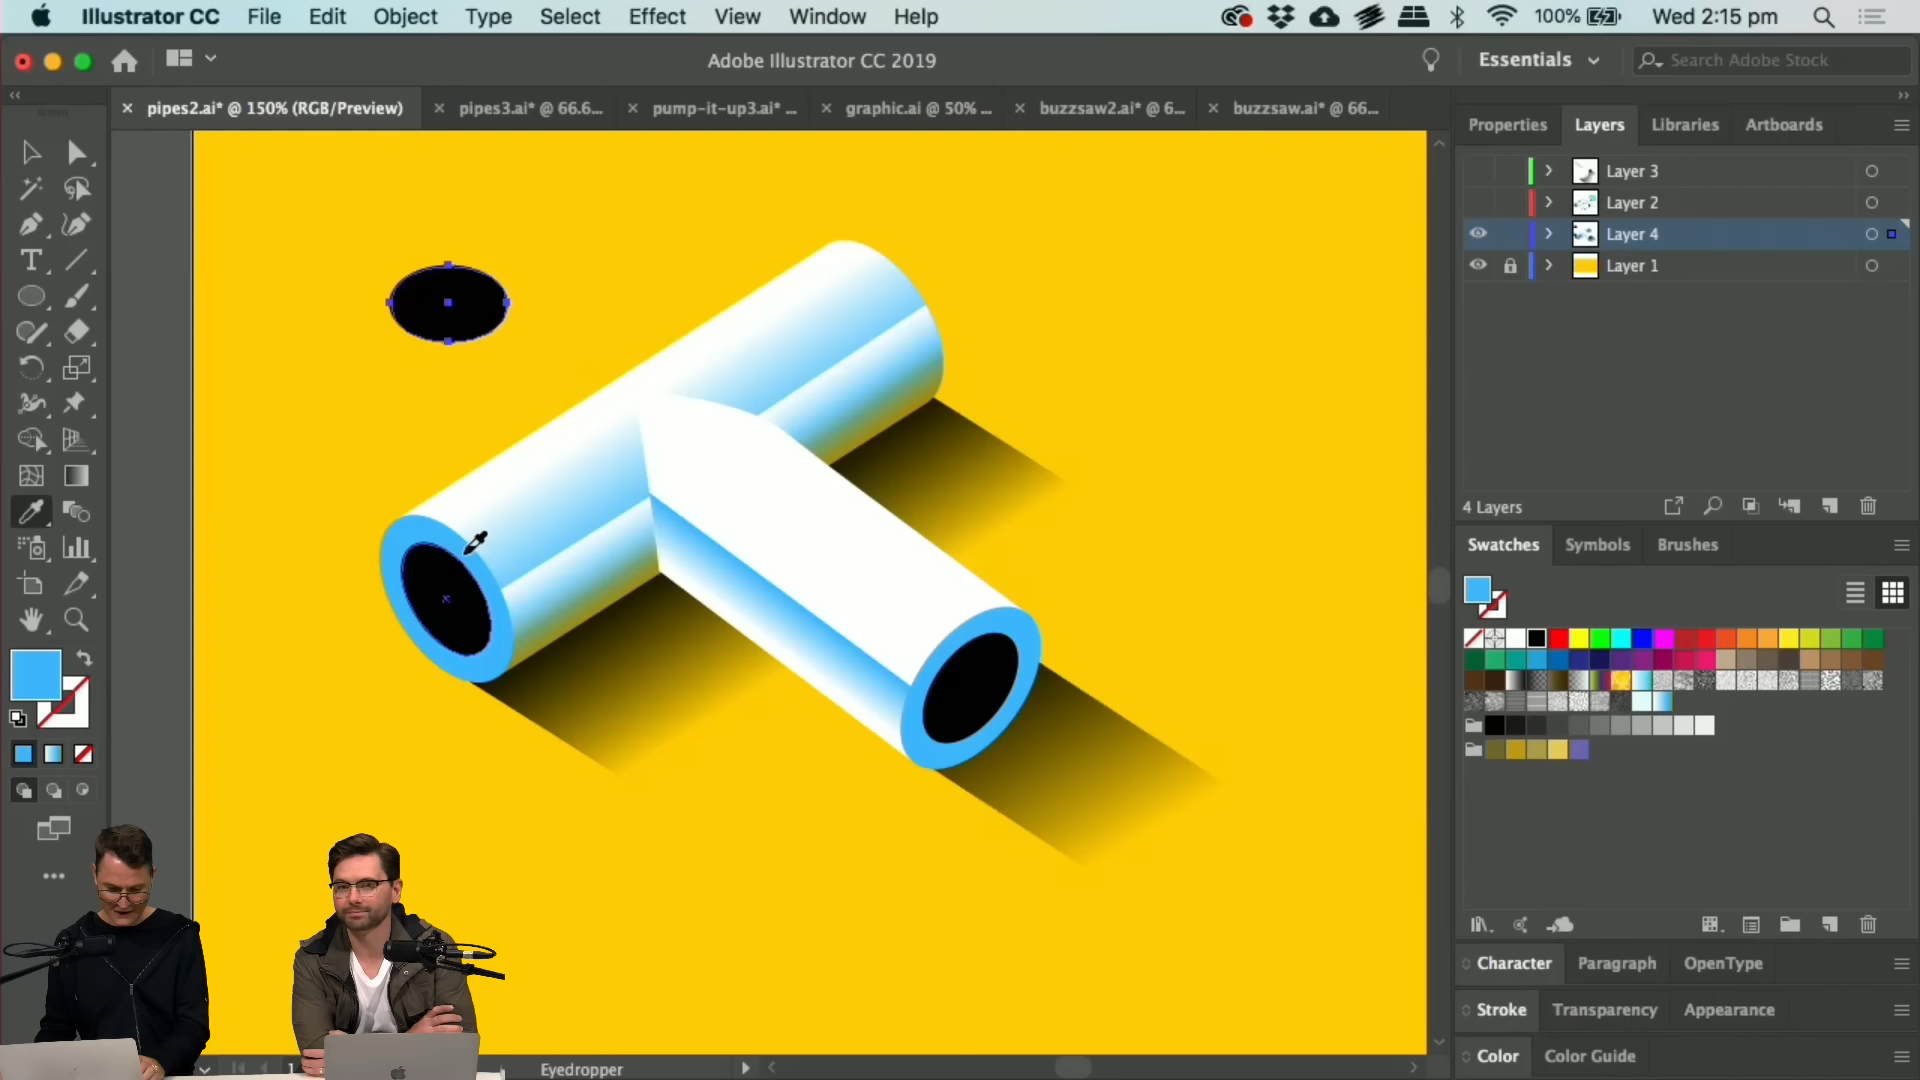 Illustrator CC File Edit Object Type Select Effect View Window Help 100% Wed 2:15 pm
Adobe Illustrator CC 2019 Essentials Search Adobe Stock
pipes2.ai* @ 150% (RGB/Preview) pipes3.ai* @ 66.6... pump-it-up3.ai* ... graphic.ai @ 50% ... buzzsaw2.ai* @ 6... buzzsaw.ai* @ 66...
Properties Layers Libraries Artboards
Layer 3
Layer 2
Layer 4
Layer 1
4 Layers
Swatches Symbols Brushes
Character Paragraph OpenType
Stroke Transparency Appearance
Color Color Guide
1 Eyedropper